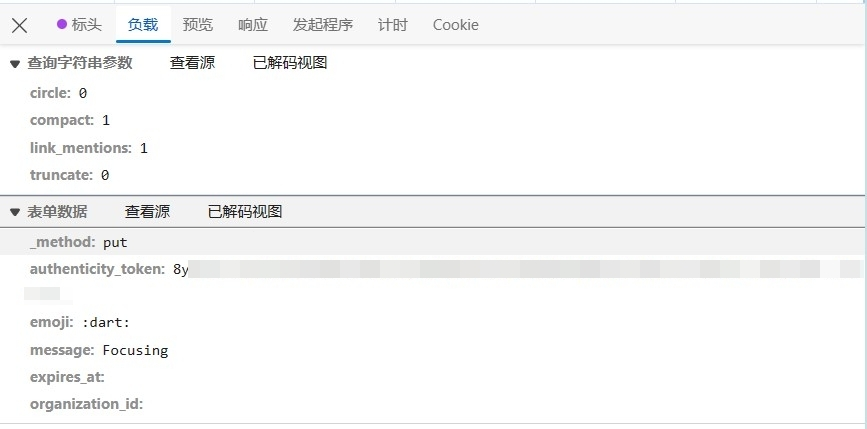 标头 负载 预览 响应 发起程序 计时 Cookie
查询字符串参数 查看源 已解码视图
circle: 0
compact: 1
link_mentions: 1
truncate: 0
表单数据 查看源 已解码视图
_method: put
authenticity_token: 8y
emoji: :dart:
message: Focusing
expires_at:
organization_id: